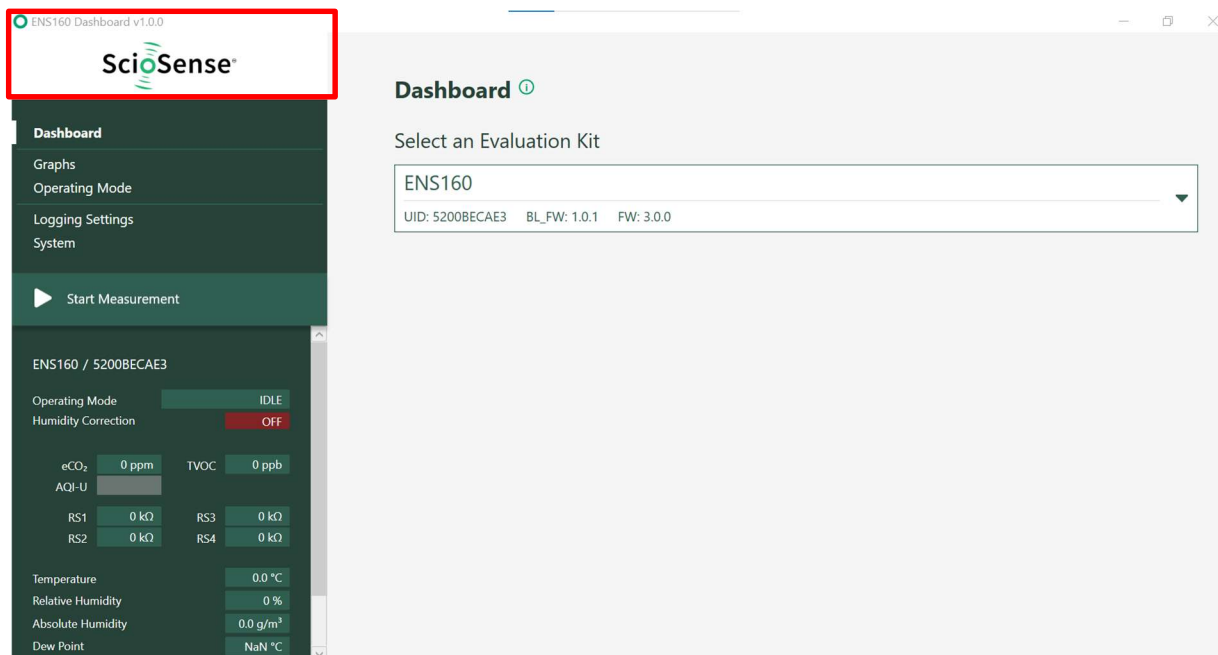 ENS160 Dashboard v1.0.0
ScioSense®
Dashboard
Graphs
Operating Mode
Logging Settings
System
Start Measurement
ENS160 / 5200BECAE3
Operating Mode IDLE
Humidity Correction OFF
eCO₂ 0 ppm TVOC 0 ppb
AQI-U
RS1 0 kΩ RS3 0 kΩ
RS2 0 kΩ RS4 0 kΩ
Temperature 0.0 °C
Relative Humidity 0 %
Absolute Humidity 0.0 g/m³
Dew Point NaN °C
Dashboard
Select an Evaluation Kit
ENS160
UID: 5200BECAE3 BL_FW: 1.0.1 FW: 3.0.0